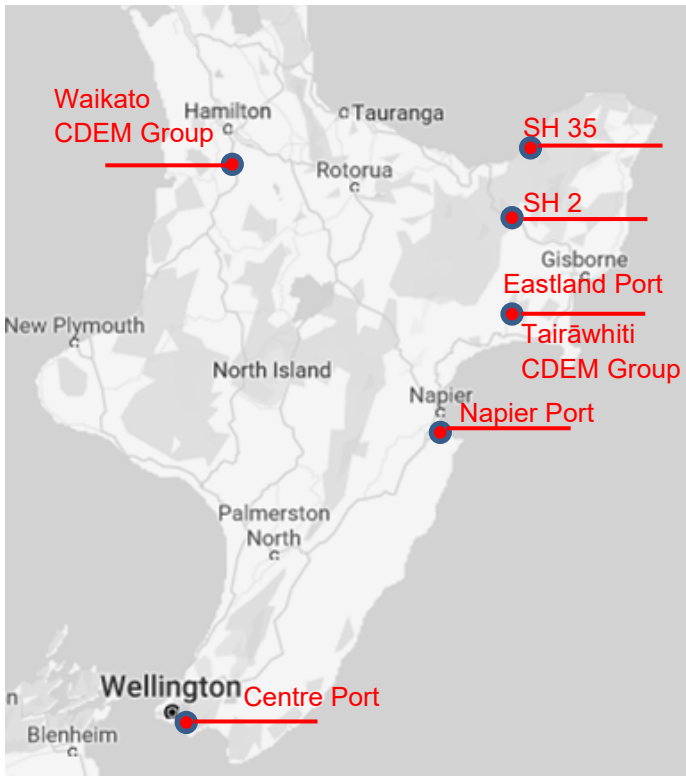 Waikato
CDEM Group
Hamilton
Tauranga
SH 35
Rotorua
SH 2
Gisborne
Eastland Port
Tairāwhiti
CDEM Group
New Plymouth
North Island
Napier
Napier Port
Palmerston
North
Wellington
Centre Port
n
Blenheim